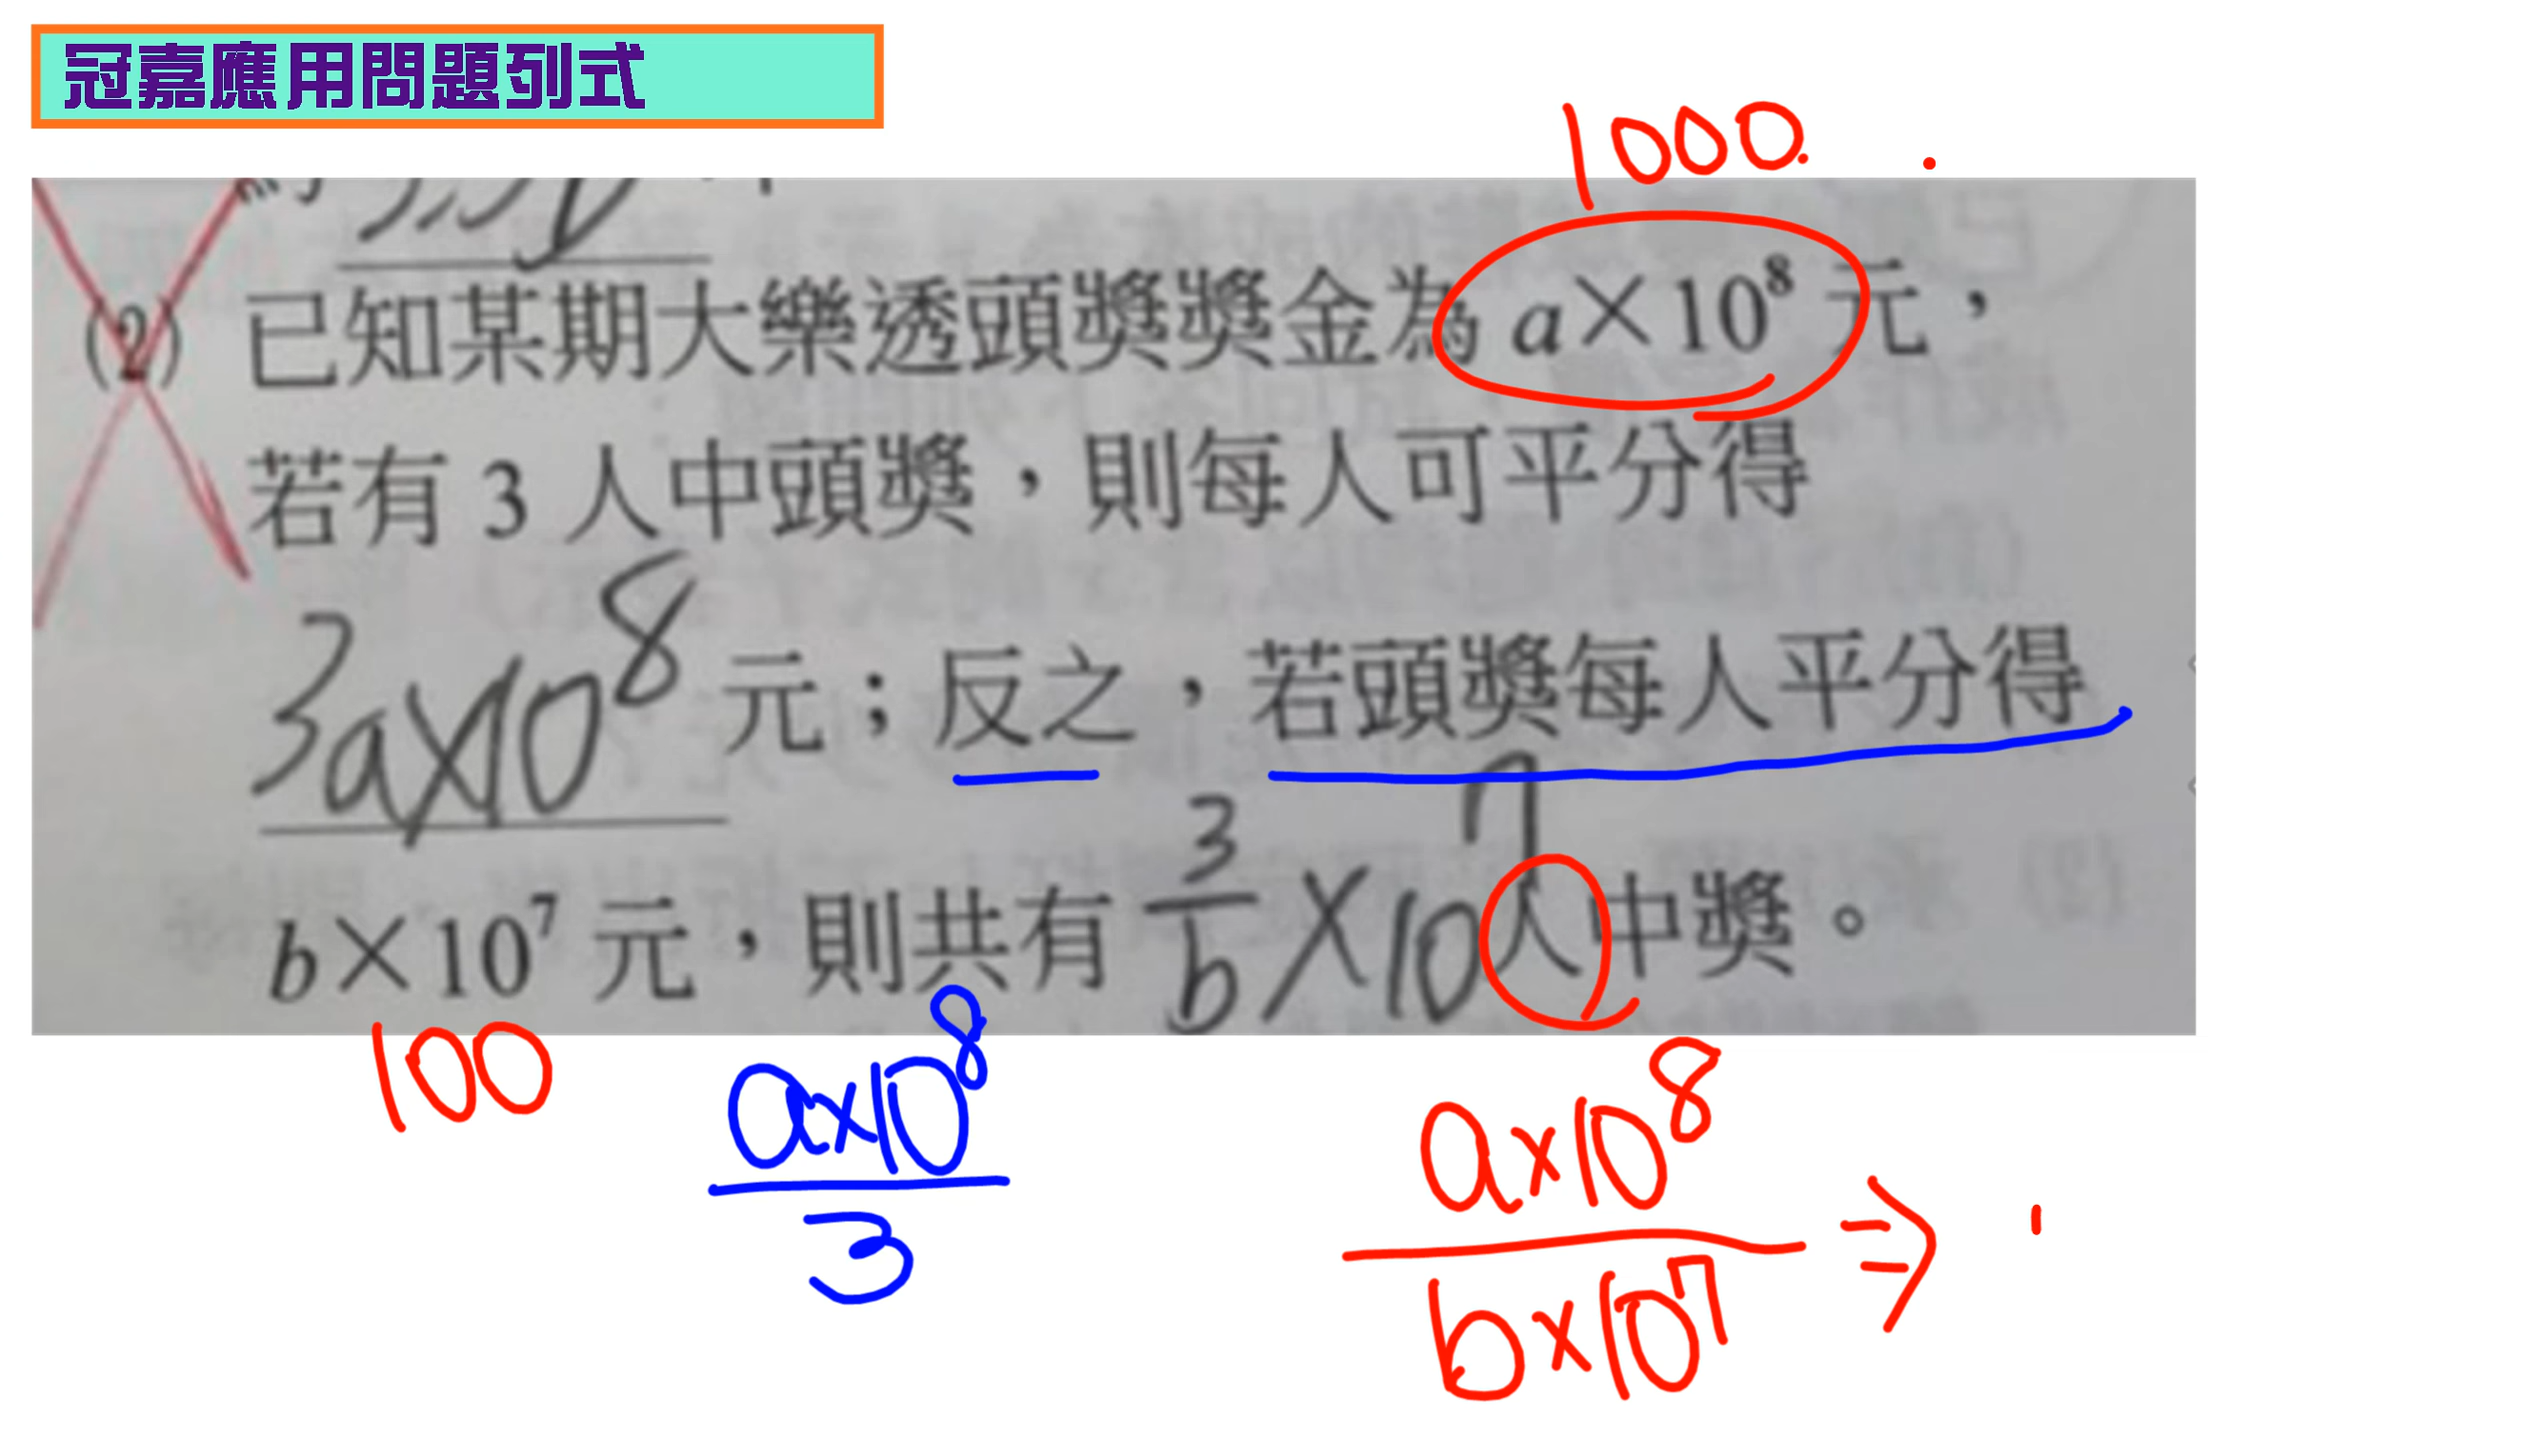 冠嘉應用問題列式
1000.
(2) 已知某期大樂透頭獎獎金為 a×10⁸ 元，
若有 3 人中頭獎，則每人可平分得
3a×10⁸ 元；反之，若頭獎每人平分得
b×10⁷ 元，則共有 3/b×10⁷ 人中獎。
100
a×10⁸/3
a×10⁸/b×10⁷ ⇒